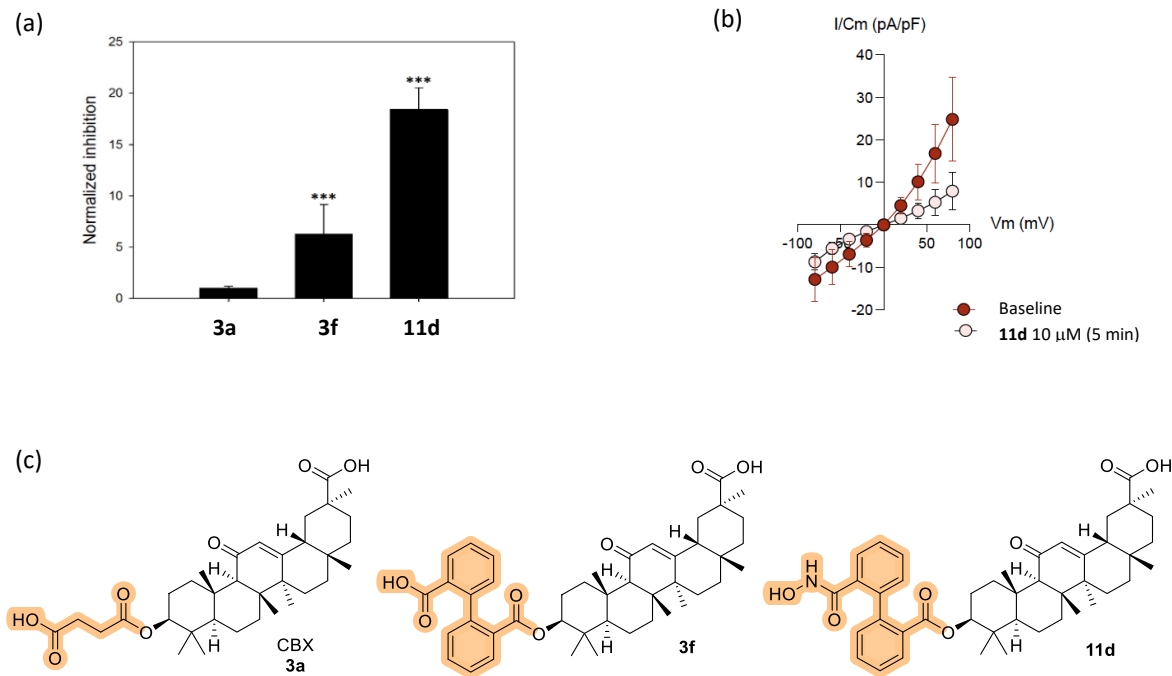 (a)
Normalized inhibition
25
20
15
10
5
0
***
***
3a
3f
11d
(b)
I/Cm (pA/pF)
40
30
20
10
-10
-20
-100
-50
50
100
Vm (mV)
Baseline
11d 10 μM (5 min)
(c)
HO
O
O
O
O
O
OH
H
H
H
CBX
3a
HO
O
O
O
O
O
OH
H
H
H
3f
H
N
HO
O
O
O
O
O
OH
H
H
H
11d